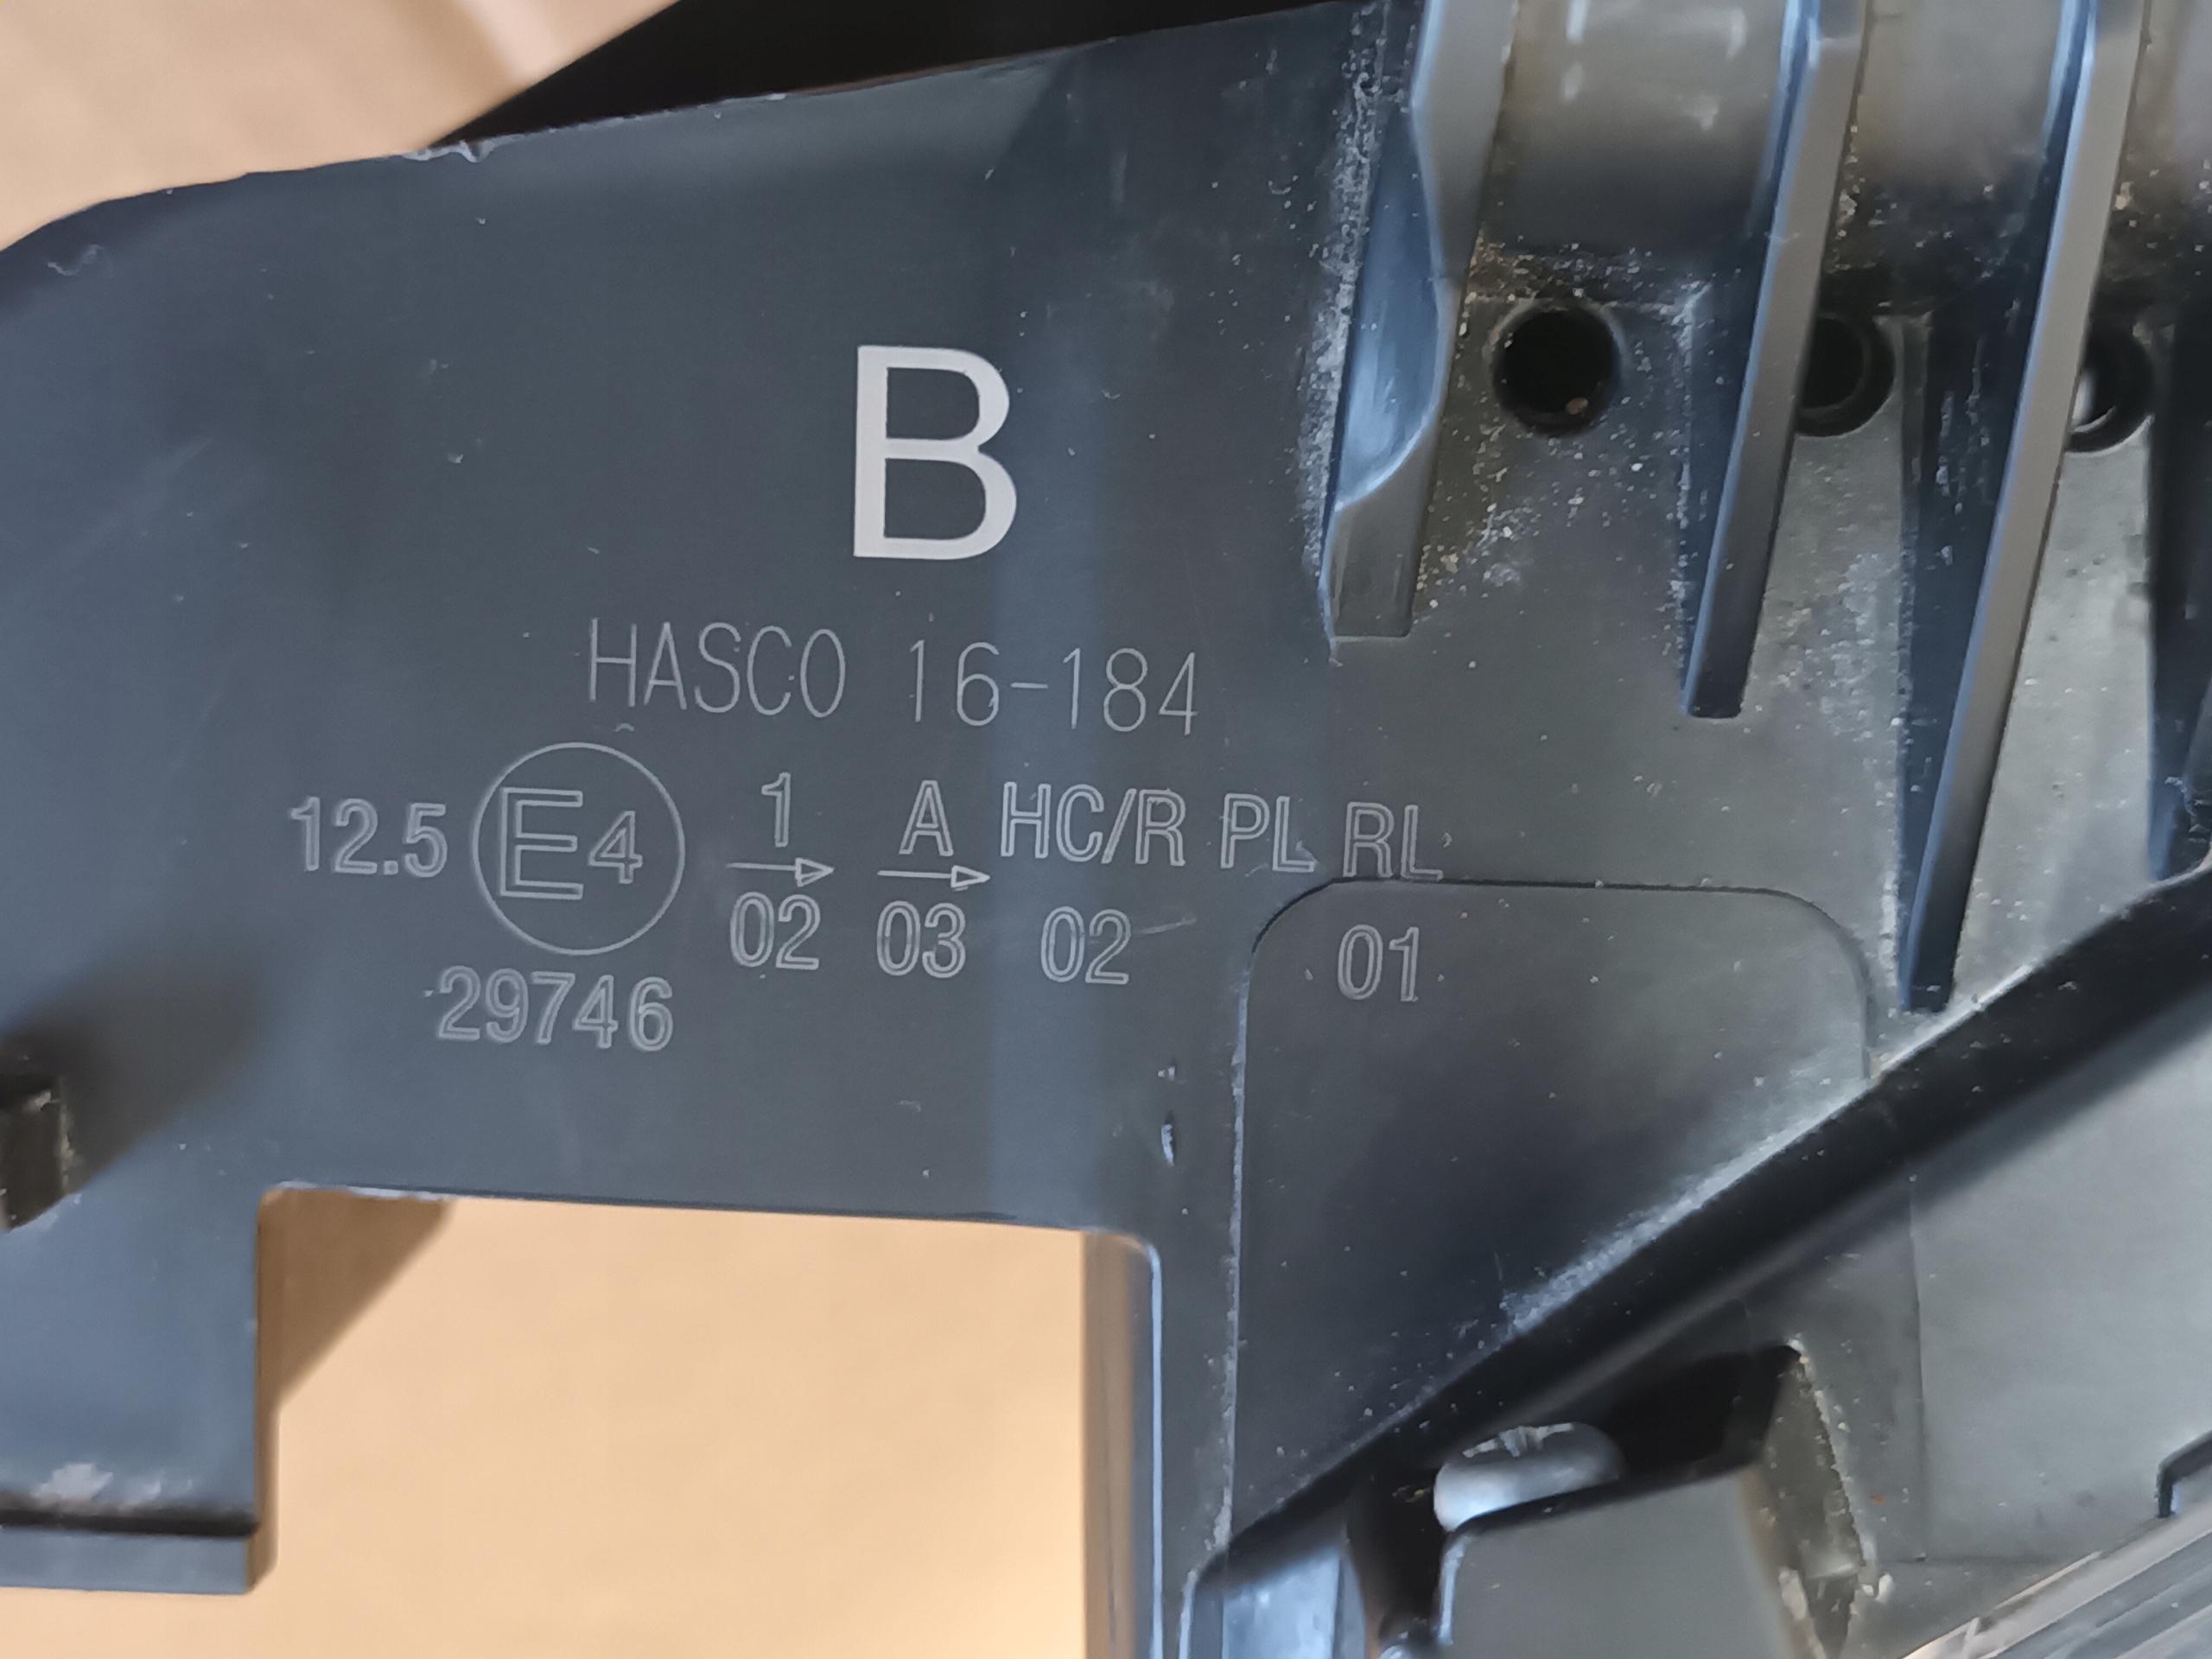 B
HASCO 16-184
12.5 E4 1 A HC/R PL RL
→ →
02 03 02 01
29746